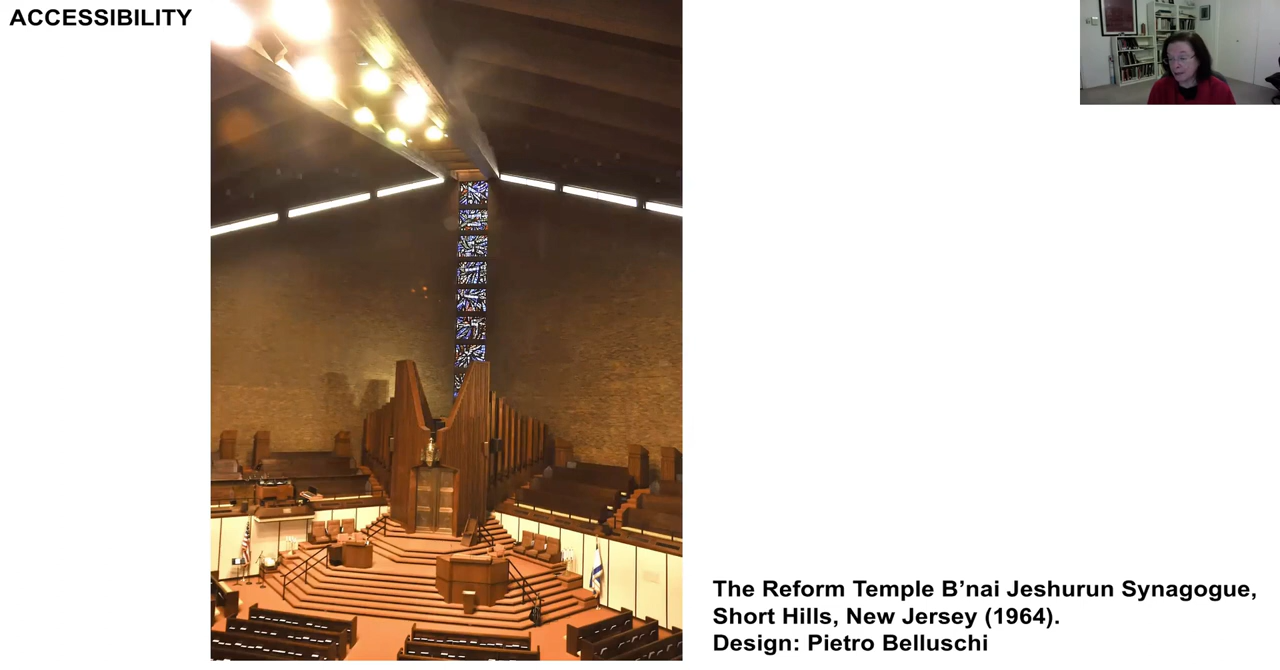 ACCESSIBILITY
The Reform Temple B’nai Jeshurun Synagogue,
Short Hills, New Jersey (1964).
Design: Pietro Belluschi